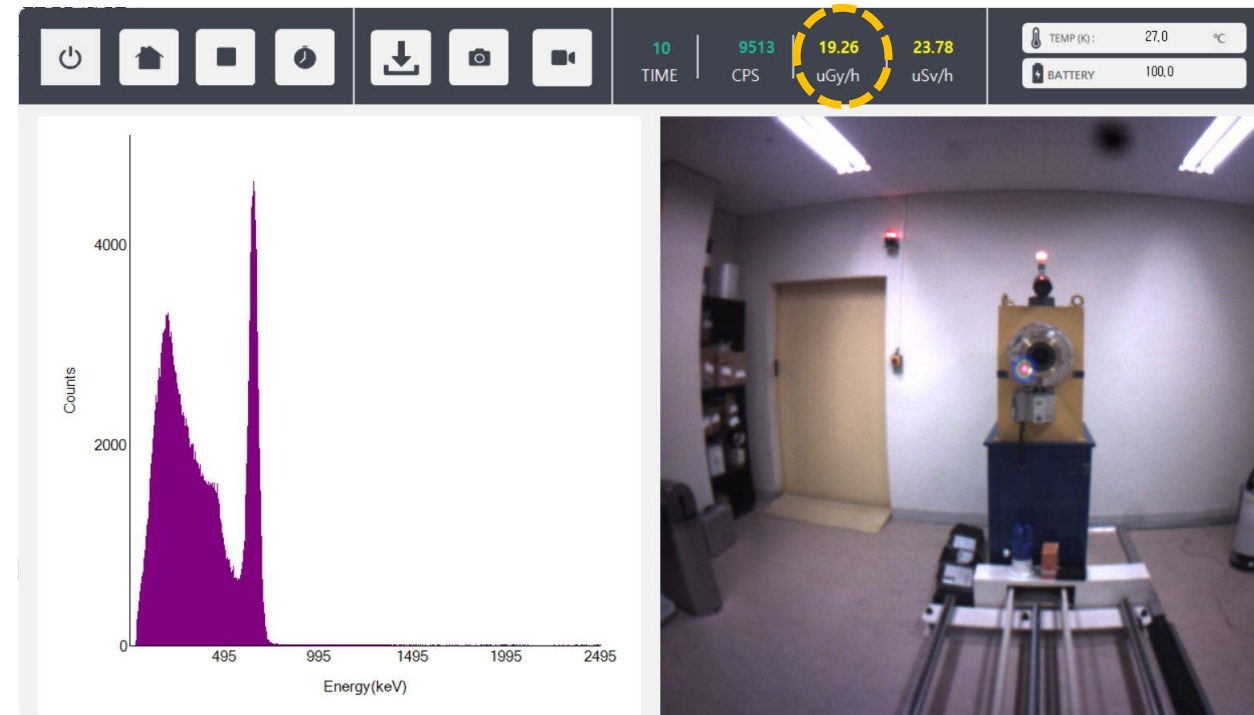 10
TIME
9513
CPS
19.26
uGy/h
23.78
uSv/h
TEMP (K) : 27,0 ℃
BATTERY 100,0
4000
2000
0
Counts
495 995 1495 1995 2495
Energy(keV)